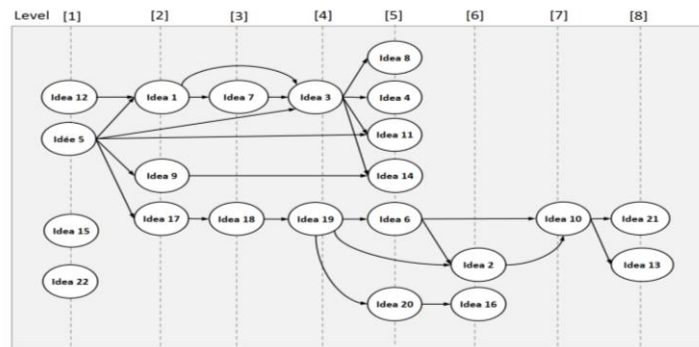 Level [1] [2] [3] [4] [5] [6] [7] [8]
Idea 8
Idea 12 Idea 1 Idea 7 Idea 3 Idea 4
Idée 5 Idea 11
Idea 9 Idea 14
Idea 17 Idea 18 Idea 19 Idea 6 Idea 10 Idea 21
Idea 15
Idea 2 Idea 13
Idea 22
Idea 20 Idea 16